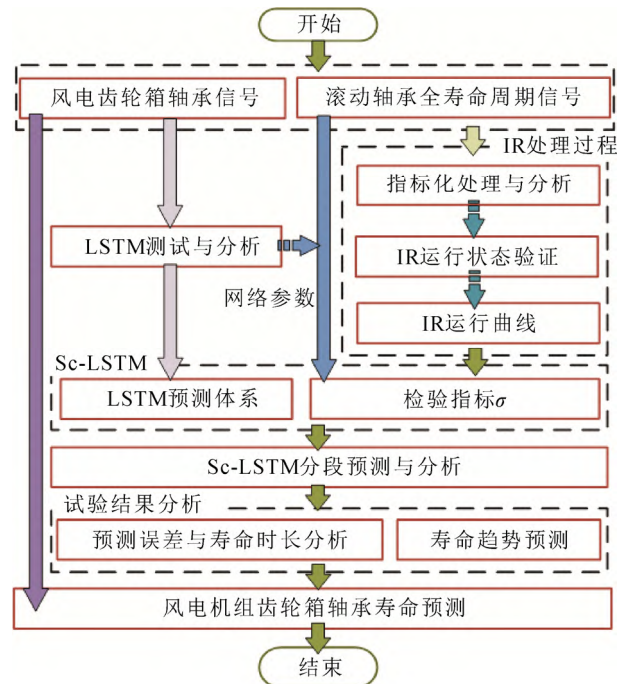 开始
风电齿轮箱轴承信号
滚动轴承全寿命周期信号
IR处理过程
指标化处理与分析
LSTM测试与分析
IR运行状态验证
网络参数
IR运行曲线
Sc-LSTM
LSTM预测体系
检验指标σ
Sc-LSTM分段预测与分析
试验结果分析
预测误差与寿命时长分析
寿命趋势预测
风电机组齿轮箱轴承寿命预测
结束